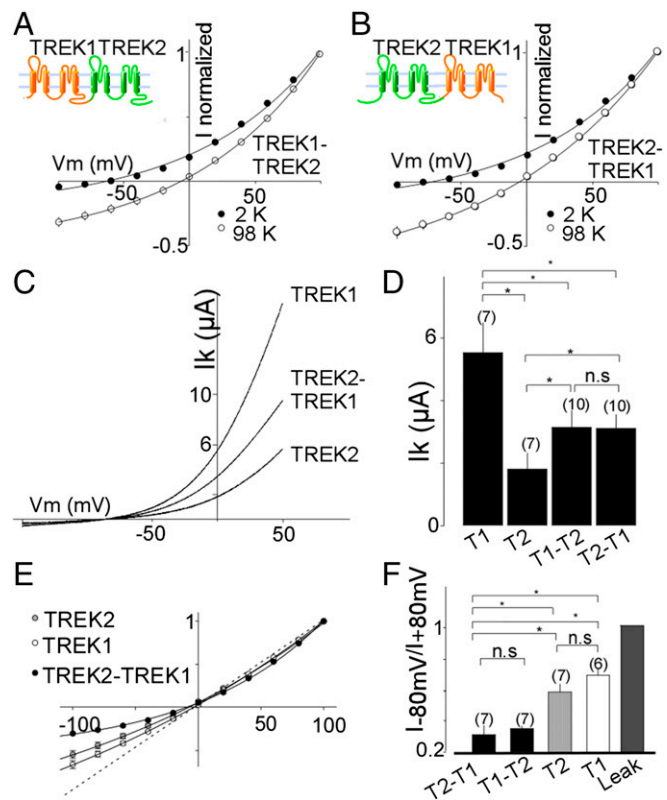 A
TREK1TREK2
1
I normalized
Vm (mV)
TREK1-
TREK2
-50
50
2 K
98 K
-0.5
B
TREK2 TREK1
1
I normalized
Vm (mV)
TREK2-
TREK1
-50
50
2 K
98 K
-0.5
C
Ik (µA)
TREK1
10
TREK2-
TREK1
6
TREK2
Vm (mV)
-50
50
D
*
*
*
(7)
6
*
*
n.s
(10)
(10)
(7)
Ik (µA)
0
T1
T2
T1-T2
T2-T1
E
TREK2
TREK1
TREK2-TREK1
1
-100
50
100
F
I-80mV/I+80mV
1
*
*
*
*
n.s
n.s
(7)
(6)
(7)
(7)
0.2
T2-T1
T1-T2
T2
T1
Leak